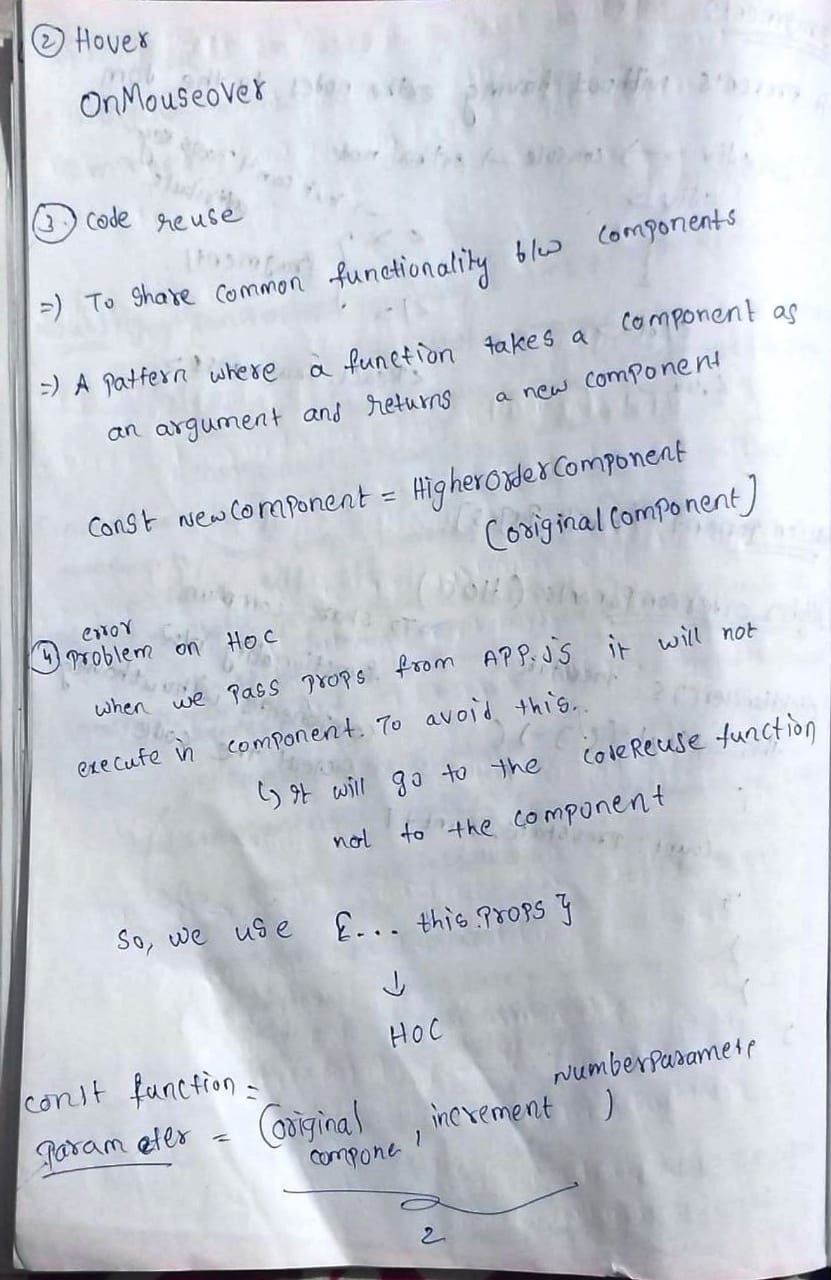 ② Hover
OnMouseover
③ code reuse
=) To share common functionality b/w components
=) A pattern where a function takes a component as
an argument and returns a new component
Const NewComponent = HigherOrderComponent
(original Component)
error
④ Problem on HOC
when we pass props from APP.JS it will not
execute in component. To avoid this..
↳ It will go to the codeReuse function
not to the component
So, we use {... this.props}
↓
HOC
const function =
Numberparamete
Parameter = (original , increment )
compone
2